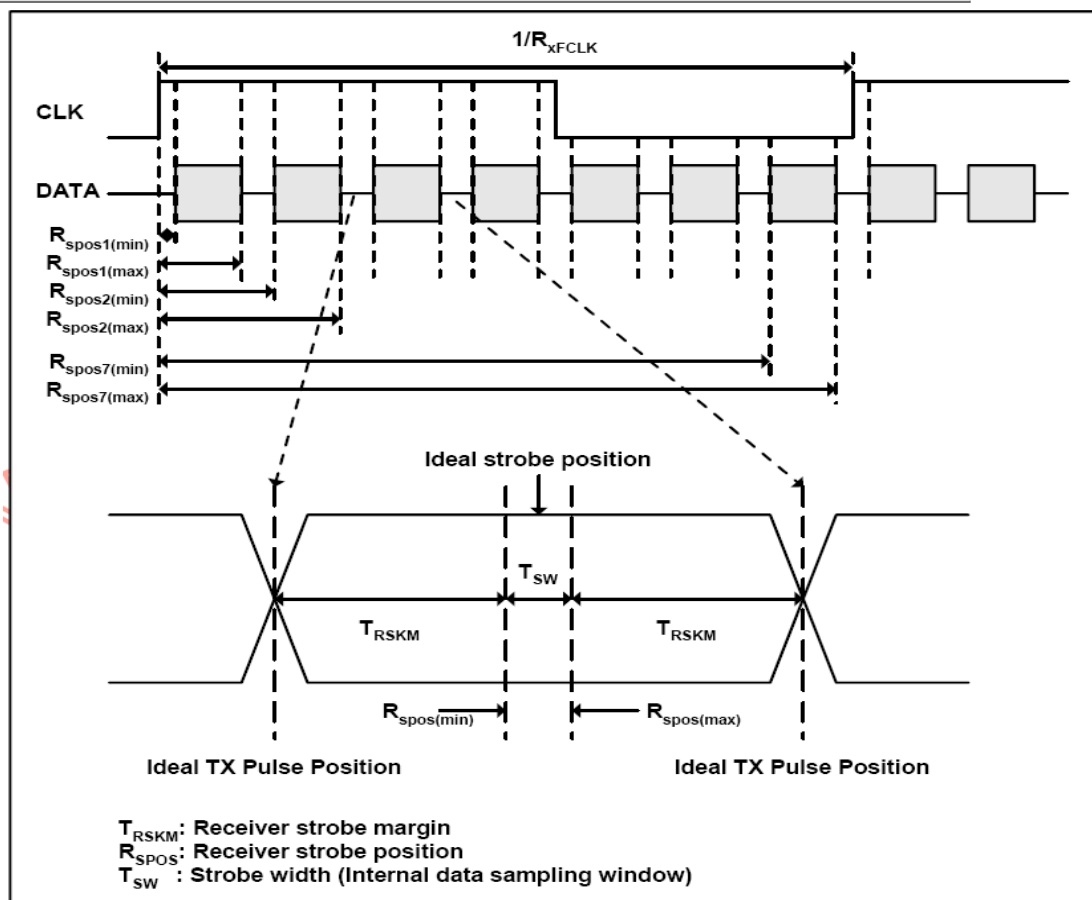 1/RxFCLK
CLK
DATA
Rspos1(min)
Rspos1(max)
Rspos2(min)
Rspos2(max)
Rspos7(min)
Rspos7(max)
Ideal strobe position
TSW
TRSKM TRSKM
Rspos(min) Rspos(max)
Ideal TX Pulse Position Ideal TX Pulse Position
TRSKM: Receiver strobe margin
RSPOS: Receiver strobe position
TSW : Strobe width (Internal data sampling window)